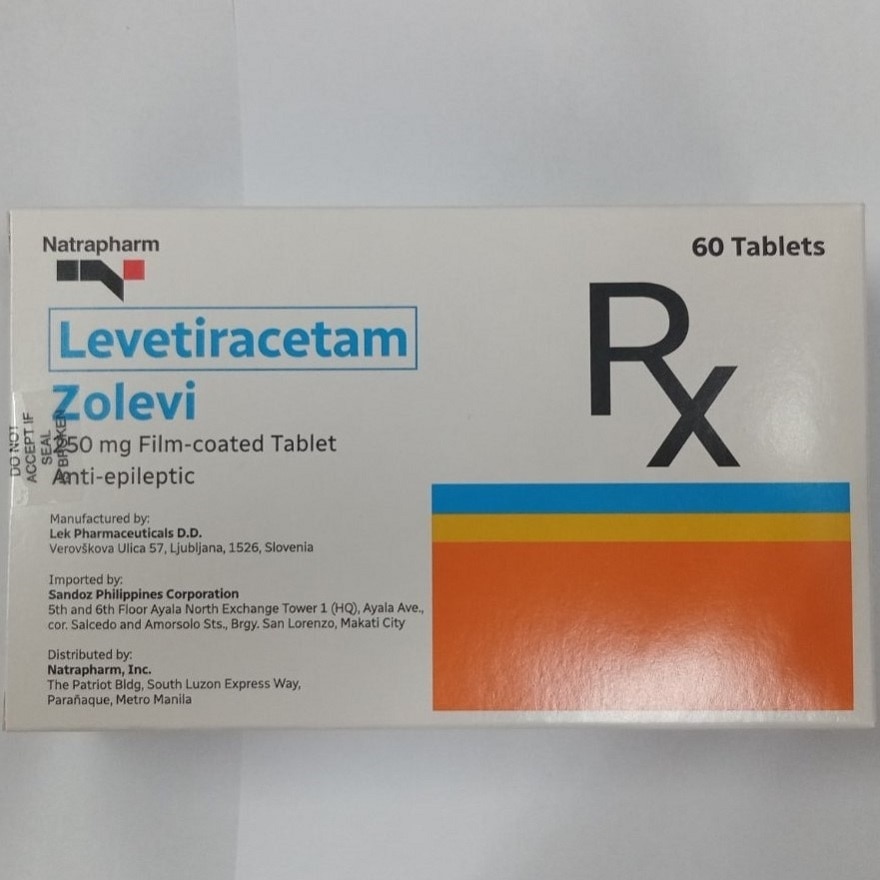 Natrapharm
60 Tablets
Levetiracetam
Zolevi
mg Film-coated Tablet
Anti-epileptic
Rx
DO NOT
ACCEPT IF
SEAL
IS BROKEN
Manufactured by:
Lek Pharmaceuticals D.D.
Verovškova Ulica 57, Ljubljana, 1526, Slovenia
Imported by:
Sandoz Philippines Corporation
5th and 6th Floor Ayala North Exchange Tower 1 (HQ), Ayala Ave.,
cor. Salcedo and Amorsolo Sts., Brgy. San Lorenzo, Makati City
Distributed by:
Natrapharm, Inc.
The Patriot Bldg, South Luzon Express Way,
Parañaque, Metro Manila